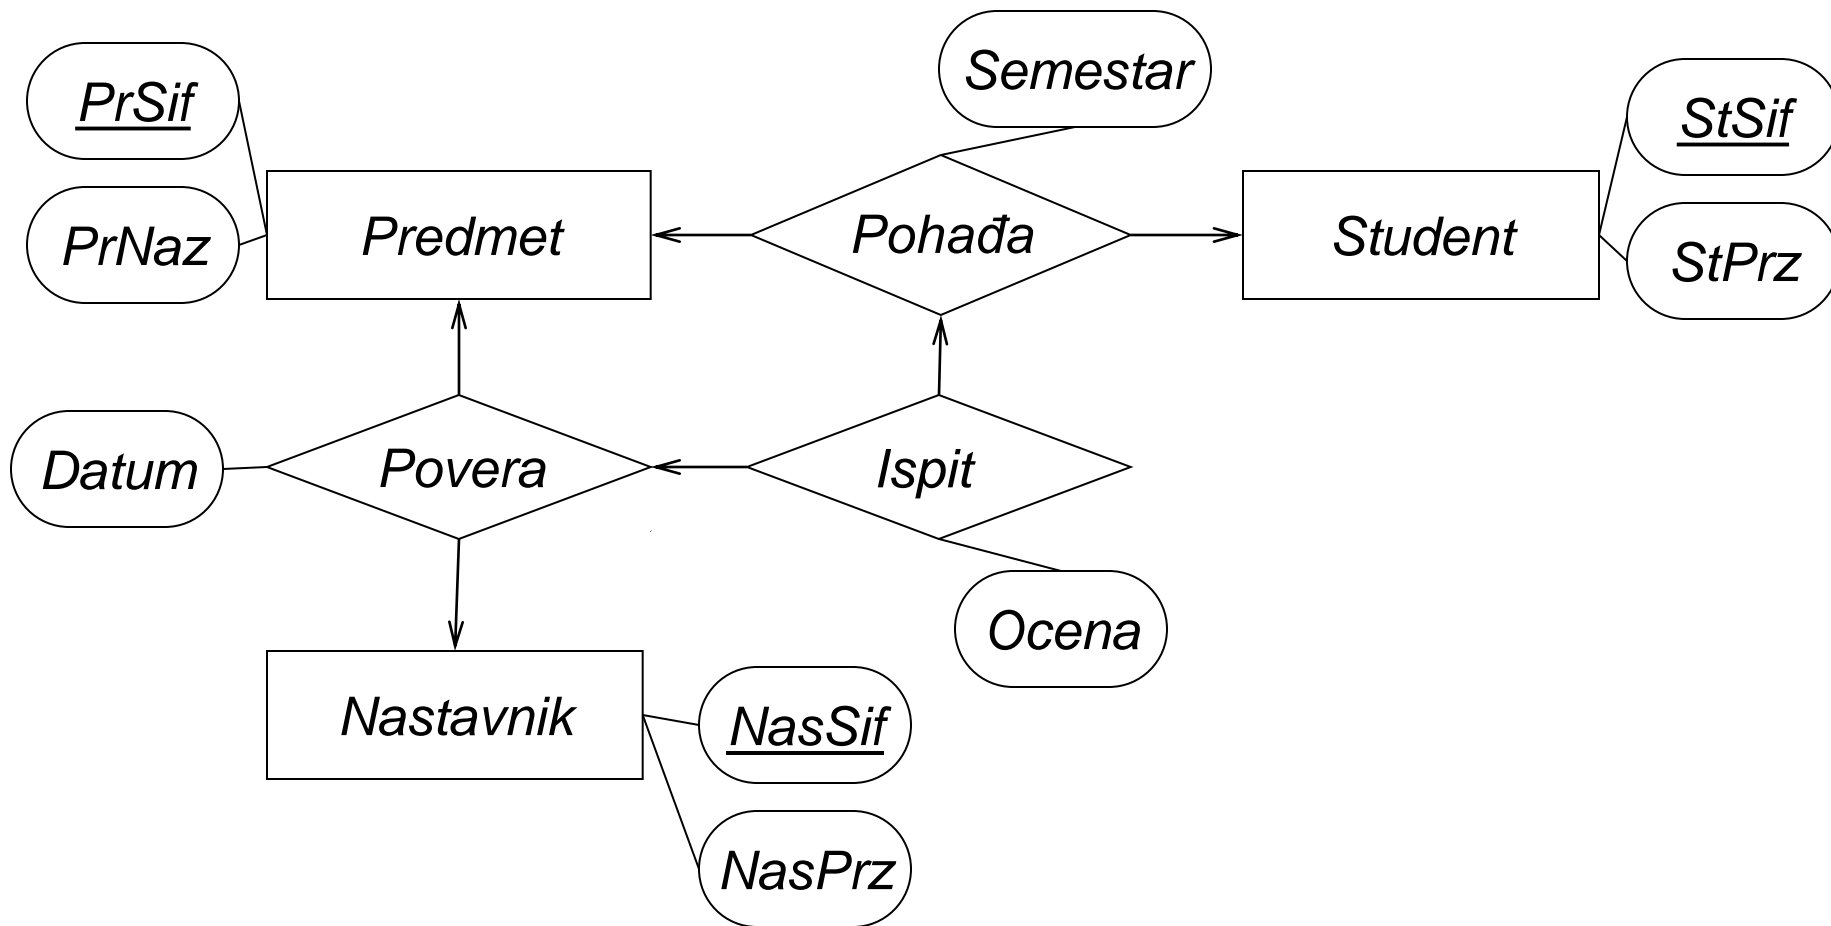 Semestar
PrSif
StSif
PrNaz
Predmet
Pohađa
Student
StPrz
Datum
Povera
Ispit
Ocena
Nastavnik
NasSif
NasPrz